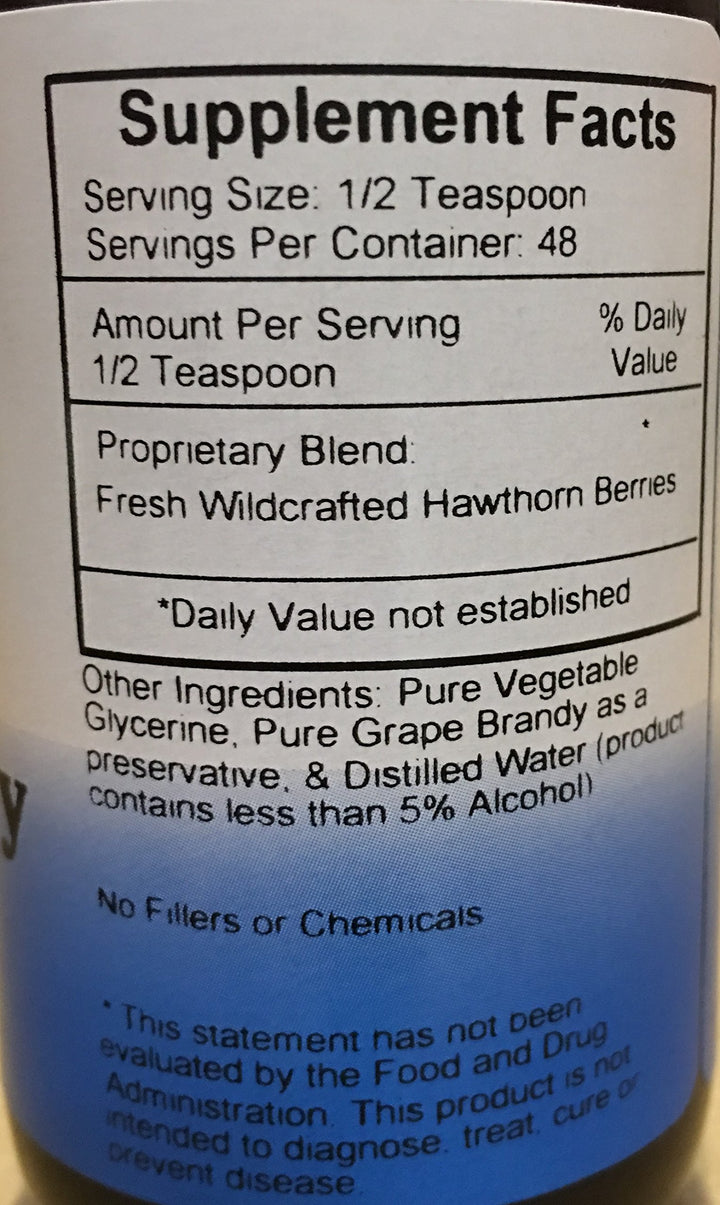 Supplement Facts
Serving Size: 1/2 Teaspoon
Servings Per Container: 48
Amount Per Serving % Daily
1/2 Teaspoon Value
Proprietary Blend: *
Fresh Wildcrafted Hawthorn Berries
*Daily Value not established
Other Ingredients: Pure Vegetable
Glycerine, Pure Grape Brandy as a
preservative, & Distilled Water (product
contains less than 5% Alcohol)
y
No Fillers or Chemicals
* This statement has not been
evaluated by the Food and Drug
Administration. This product is not
intended to diagnose, treat, cure or
prevent disease.